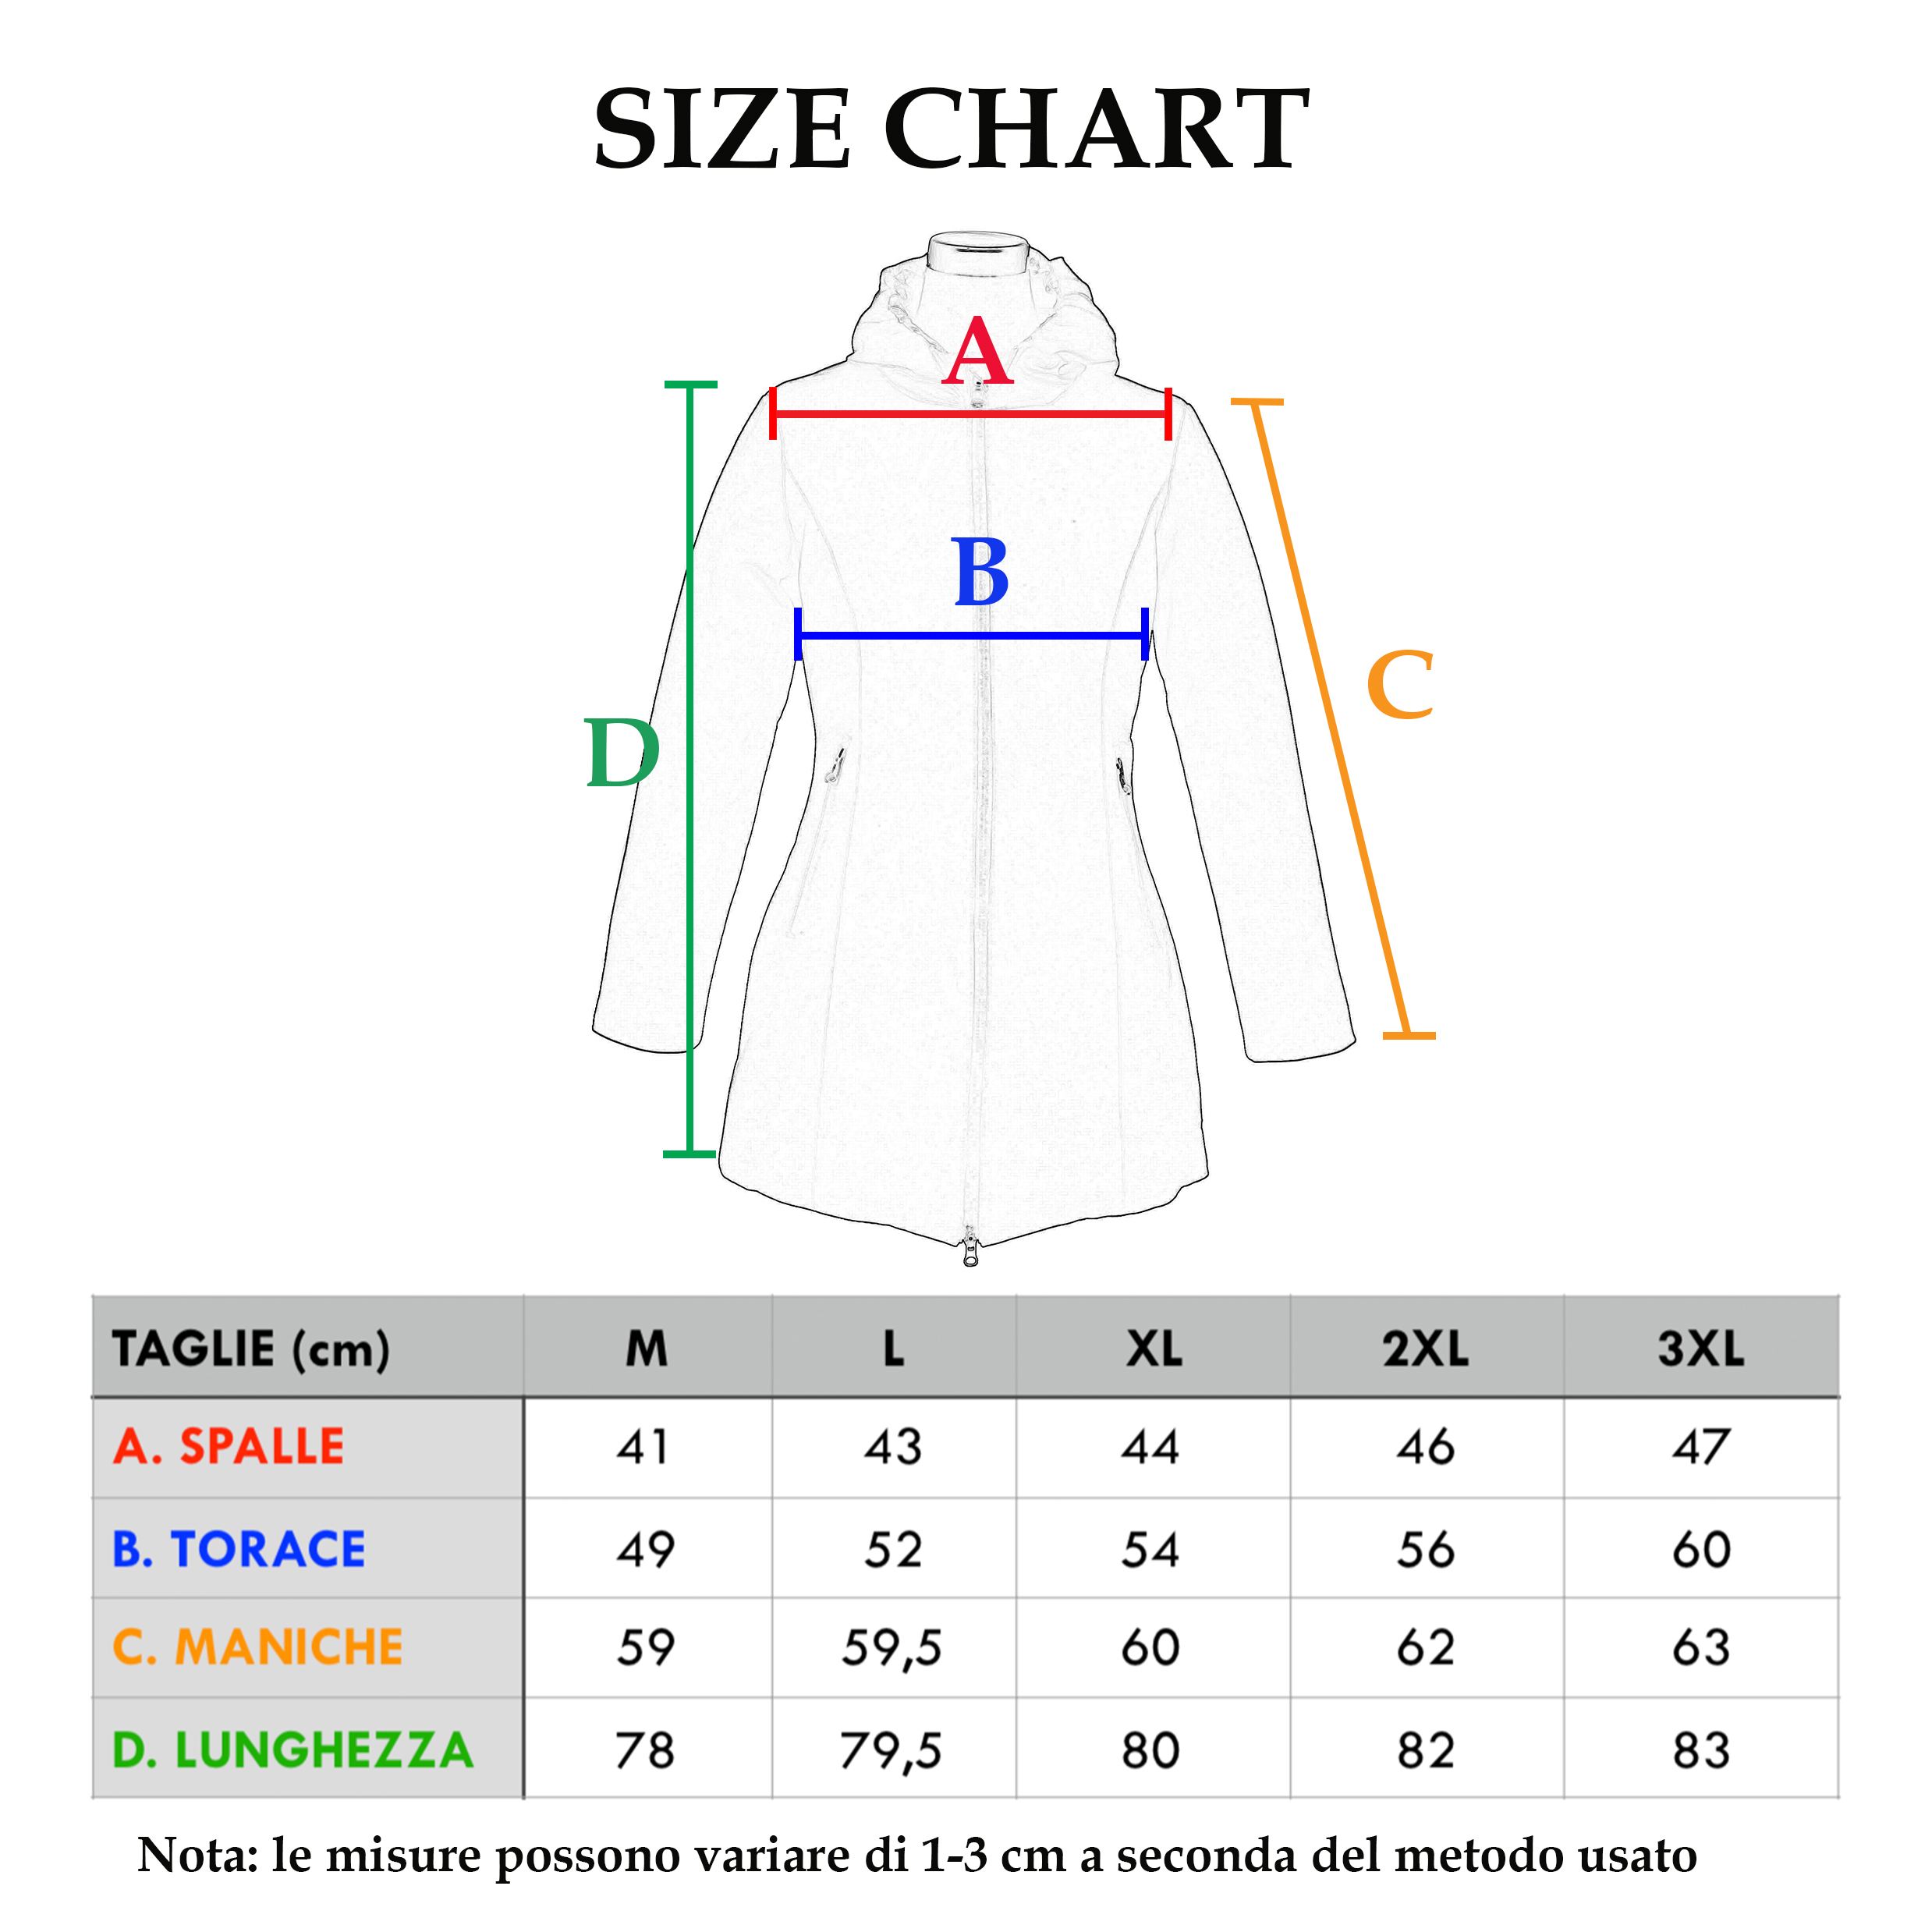 SIZE CHART
A
B
C
D
TAGLIE (cm) M L XL 2XL 3XL
A. SPALLE 41 43 44 46 47
B. TORACE 49 52 54 56 60
C. MANICHE 59 59,5 60 62 63
D. LUNGHEZZA 78 79,5 80 82 83
Nota: le misure possono variare di 1-3 cm a seconda del metodo usato